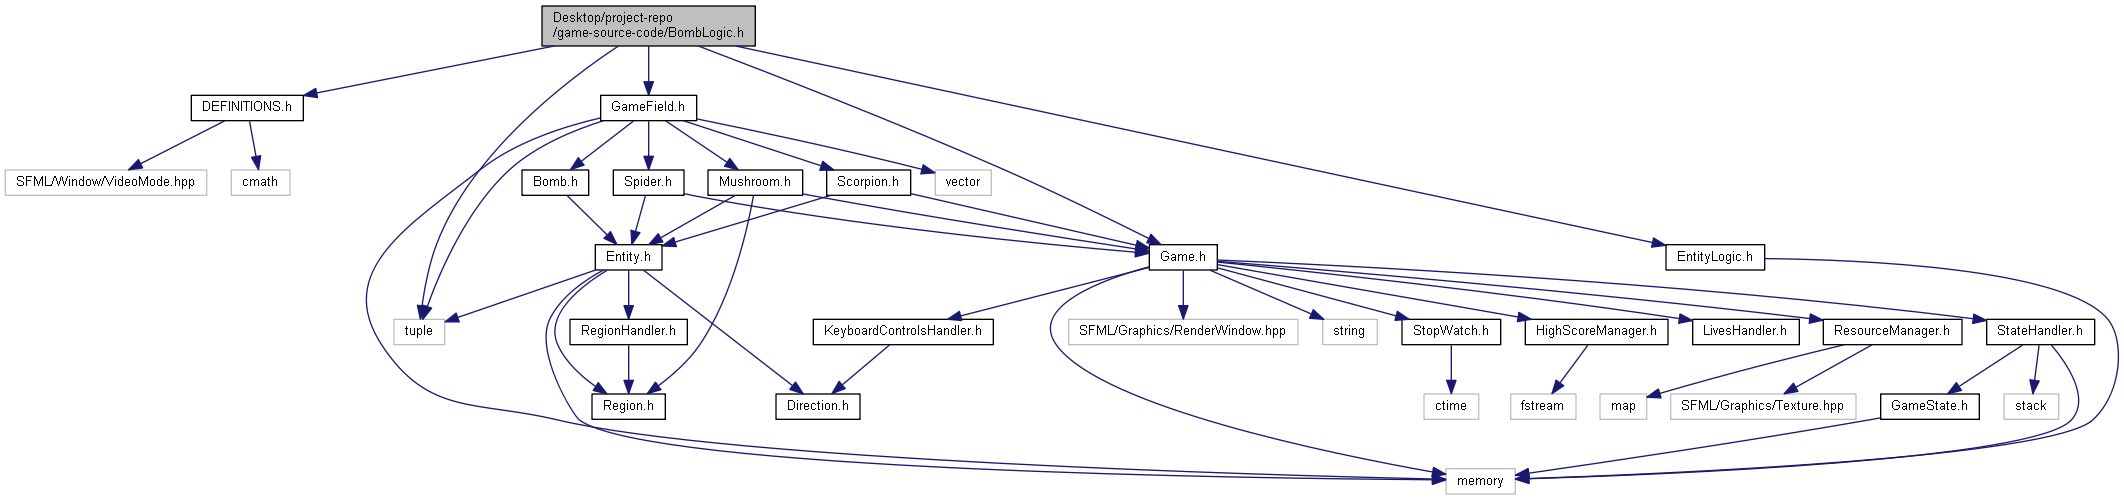 Desktop/project-repo
/game-source-code/BombLogic.h
DEFINITIONS.h
GameField.h
SFML/Window/VideoMode.hpp
cmath
Bomb.h
Spider.h
Mushroom.h
Scorpion.h
vector
Entity.h
Game.h
EntityLogic.h
tuple
RegionHandler.h
KeyboardControlsHandler.h
SFML/Graphics/RenderWindow.hpp
string
StopWatch.h
HighScoreManager.h
LivesHandler.h
ResourceManager.h
StateHandler.h
Region.h
Direction.h
ctime
fstream
map
SFML/Graphics/Texture.hpp
GameState.h
stack
memory